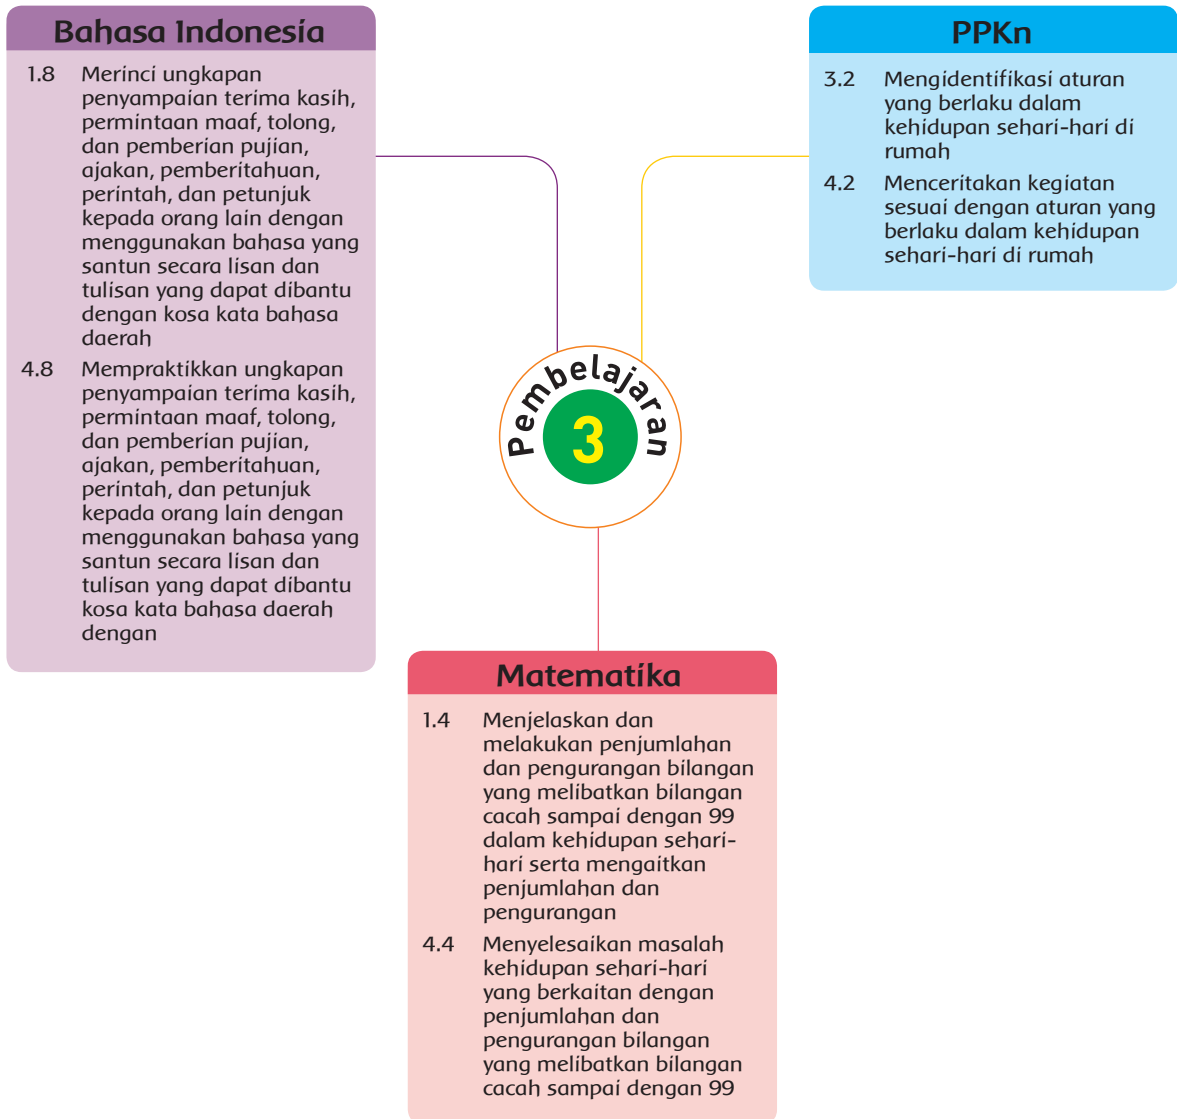 Bahasa Indonesia
1.8 Merinci ungkapan
penyampaian terima kasih,
permintaan maaf, tolong,
dan pemberian pujian,
ajakan, pemberitahuan,
perintah, dan petunjuk
kepada orang lain dengan
menggunakan bahasa yang
santun secara lisan dan
tulisan yang dapat dibantu
dengan kosa kata bahasa
daerah
4.8 Mempraktikkan ungkapan
penyampaian terima kasih,
permintaan maaf, tolong,
dan pemberian pujian,
ajakan, pemberitahuan,
perintah, dan petunjuk
kepada orang lain dengan
menggunakan bahasa yang
santun secara lisan dan
tulisan yang dapat dibantu
kosa kata bahasa daerah
dengan
PPKn
3.2 Mengidentifikasi aturan
yang berlaku dalam
kehidupan sehari-hari di
rumah
4.2 Menceritakan kegiatan
sesuai dengan aturan yang
berlaku dalam kehidupan
sehari-hari di rumah
Pembelajaran
3
Matematika
1.4 Menjelaskan dan
melakukan penjumlahan
dan pengurangan bilangan
yang melibatkan bilangan
cacah sampai dengan 99
dalam kehidupan sehari-
hari serta mengaitkan
penjumlahan dan
pengurangan
4.4 Menyelesaikan masalah
kehidupan sehari-hari
yang berkaitan dengan
penjumlahan dan
pengurangan bilangan
yang melibatkan bilangan
cacah sampai dengan 99